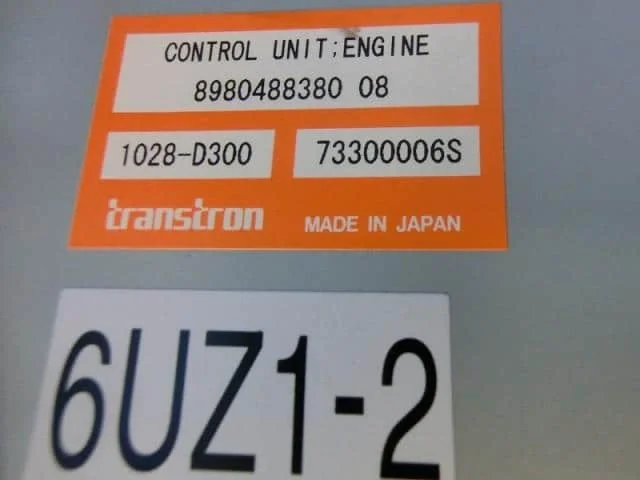 CONTROL UNIT;ENGINE
8980488380 08
1028-D300 73300006S
transtron MADE IN JAPAN
6UZ1-2